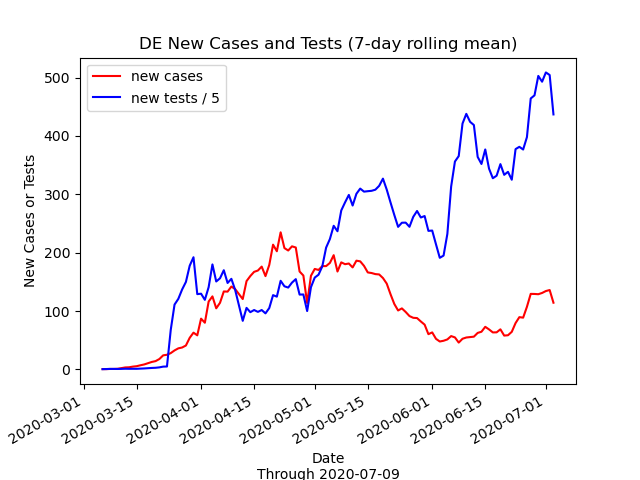 DE New Cases and Tests (7-day rolling mean)
new cases
new tests / 5
New Cases or Tests
500
400
300
200
100
0
2020-03-01
2020-03-15
2020-04-01
2020-04-15
2020-05-01
2020-05-15
2020-06-01
2020-06-15
2020-07-01
Date
Through 2020-07-09